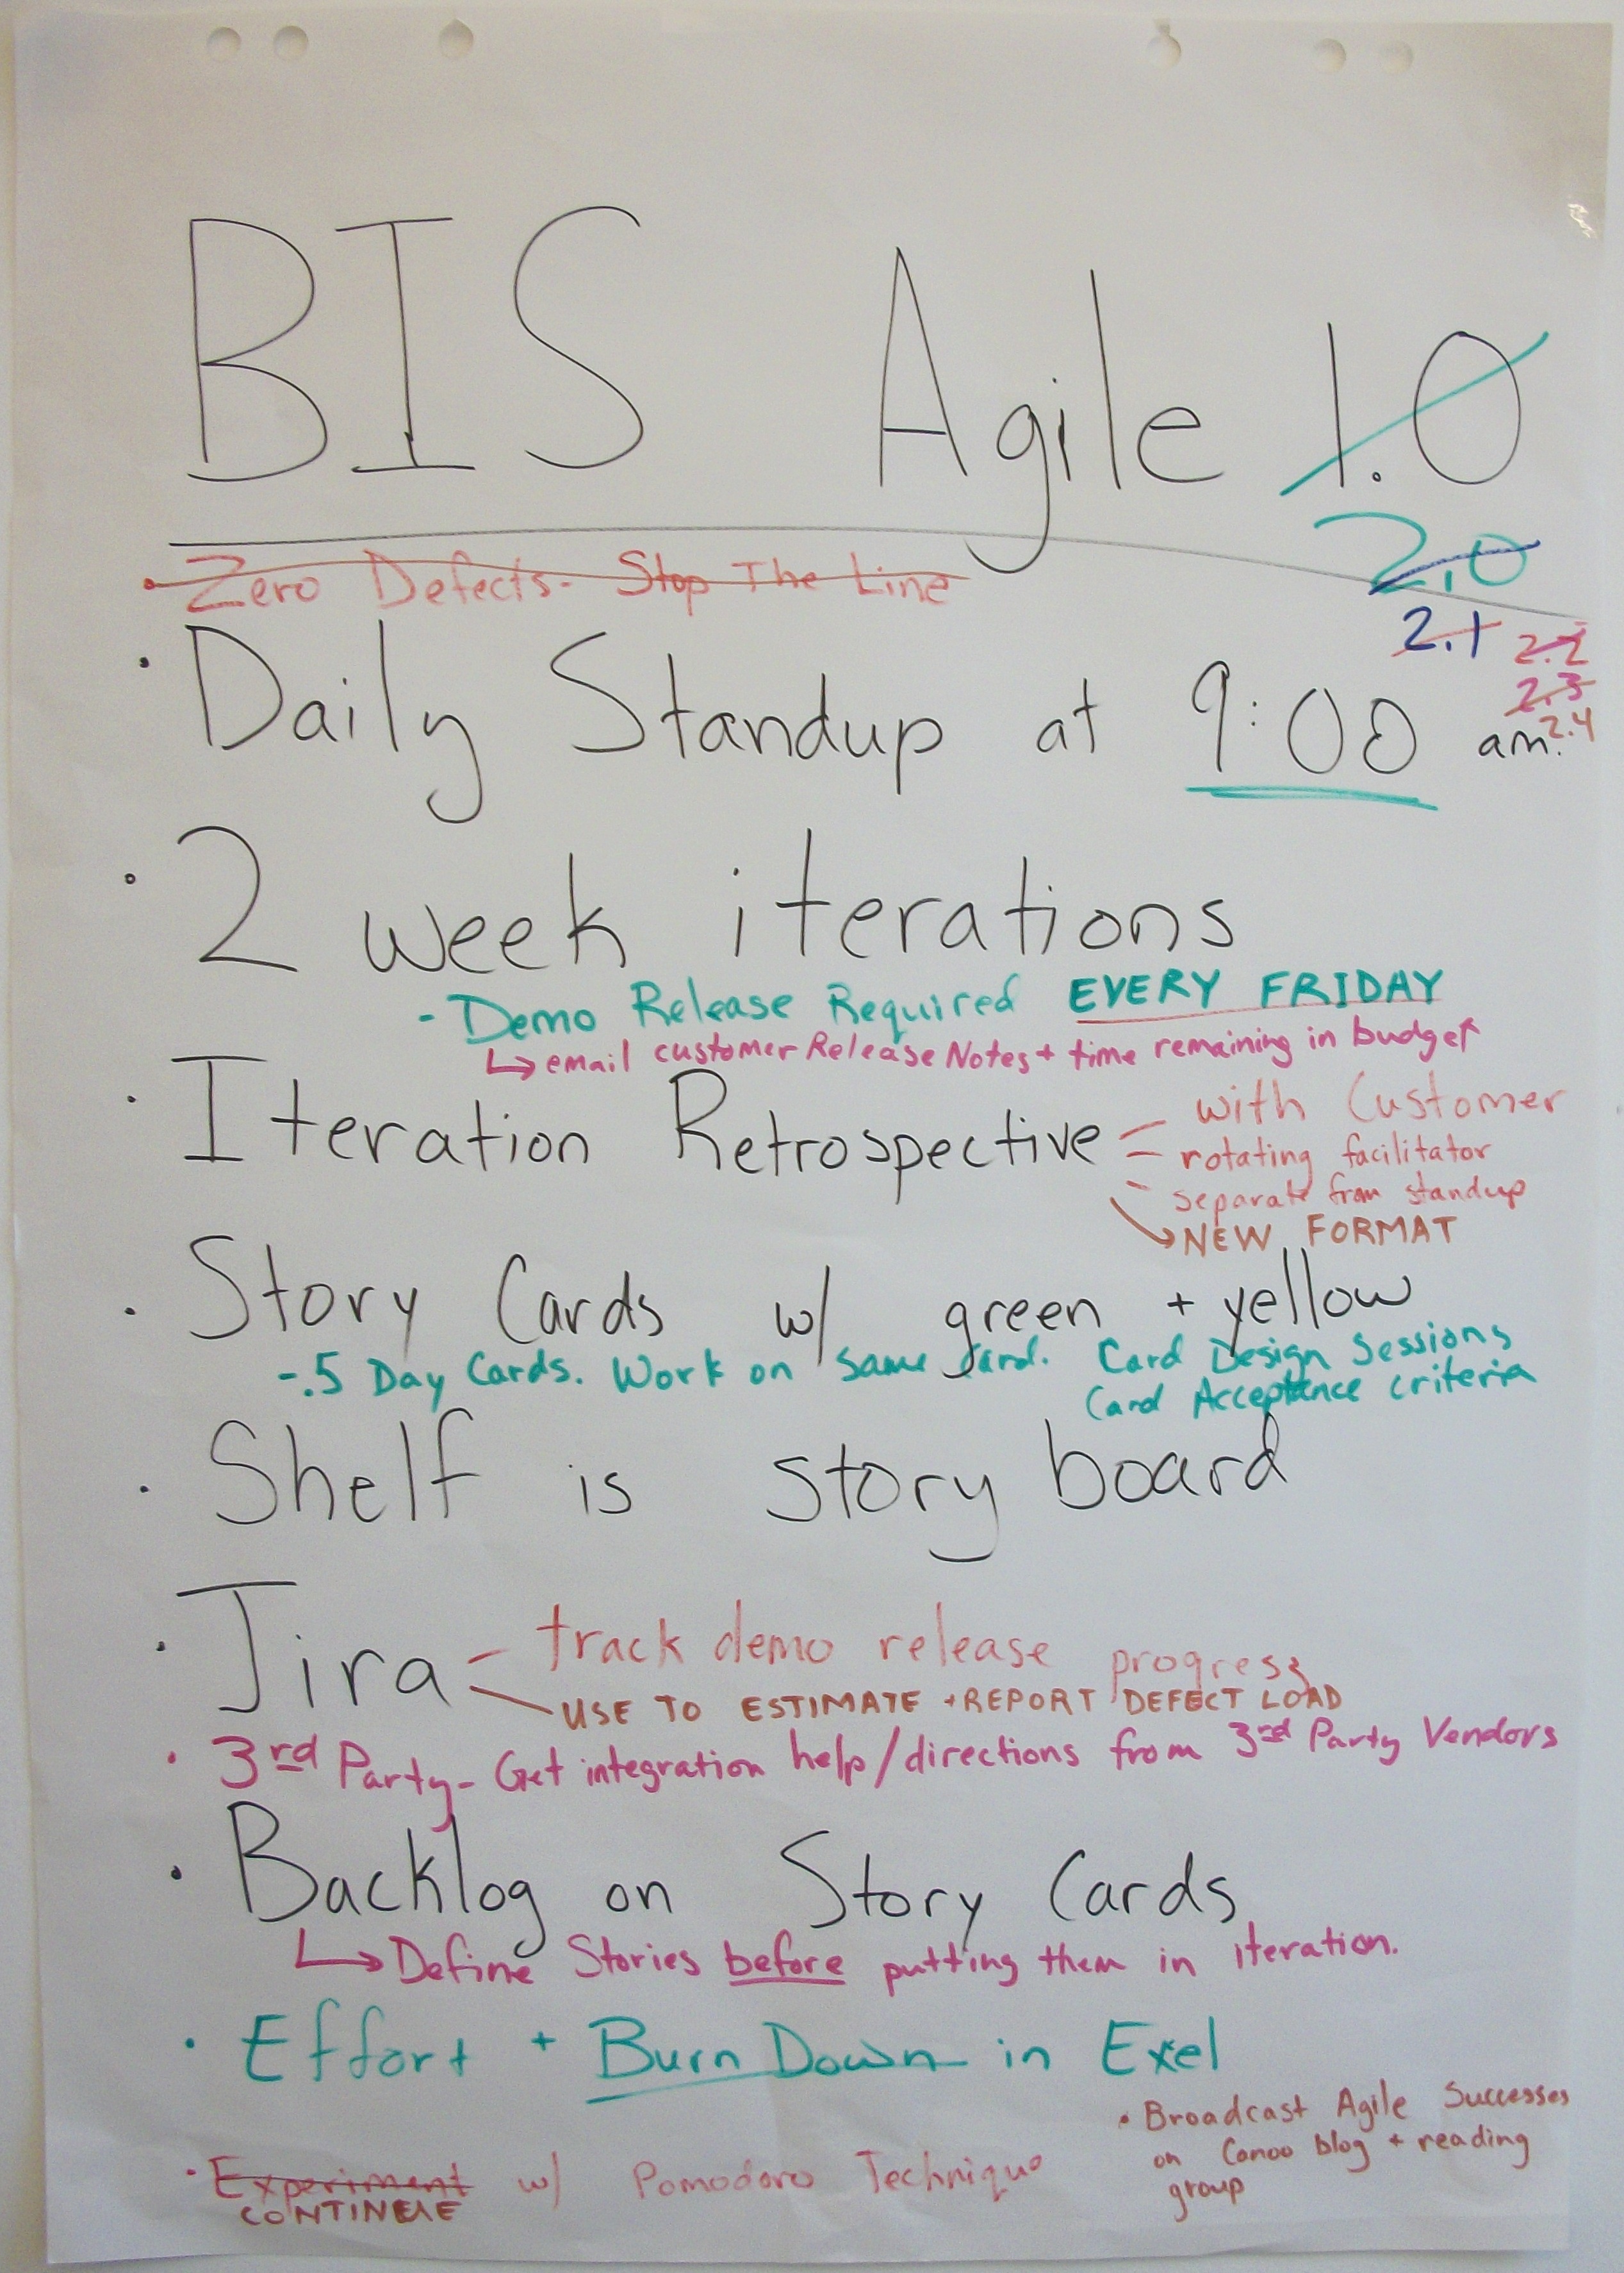 BIS Agile 1.0
2.0
Zero Defects - Stop The Line
2.1 2.2
2.3
2.4
• Daily Standup at 9:00 am.
• 2 week iterations
- Demo Release Required EVERY FRIDAY
↳ email customer Release Notes + time remaining in budget
• Iteration Retrospective - with Customer
- rotating facilitator
- separate from standup
↘ NEW FORMAT
• Story Cards w/ green + yellow
- .5 Day Cards. Work on same card. Card Design Sessions
Card Acceptance criteria
• Shelf is story board
• Jira - track demo release progress
- USE TO ESTIMATE + REPORT DEFECT LOAD
• 3rd Party - Get integration help/directions from 3rd Party Vendors
• Backlog on Story Cards
↳ Define Stories before putting them in iteration.
• Effort + Burn Down in Exel
• Broadcast Agile Successes
on Canoo blog + reading
group
• Experiment w/ Pomodoro Technique
CONTINUE